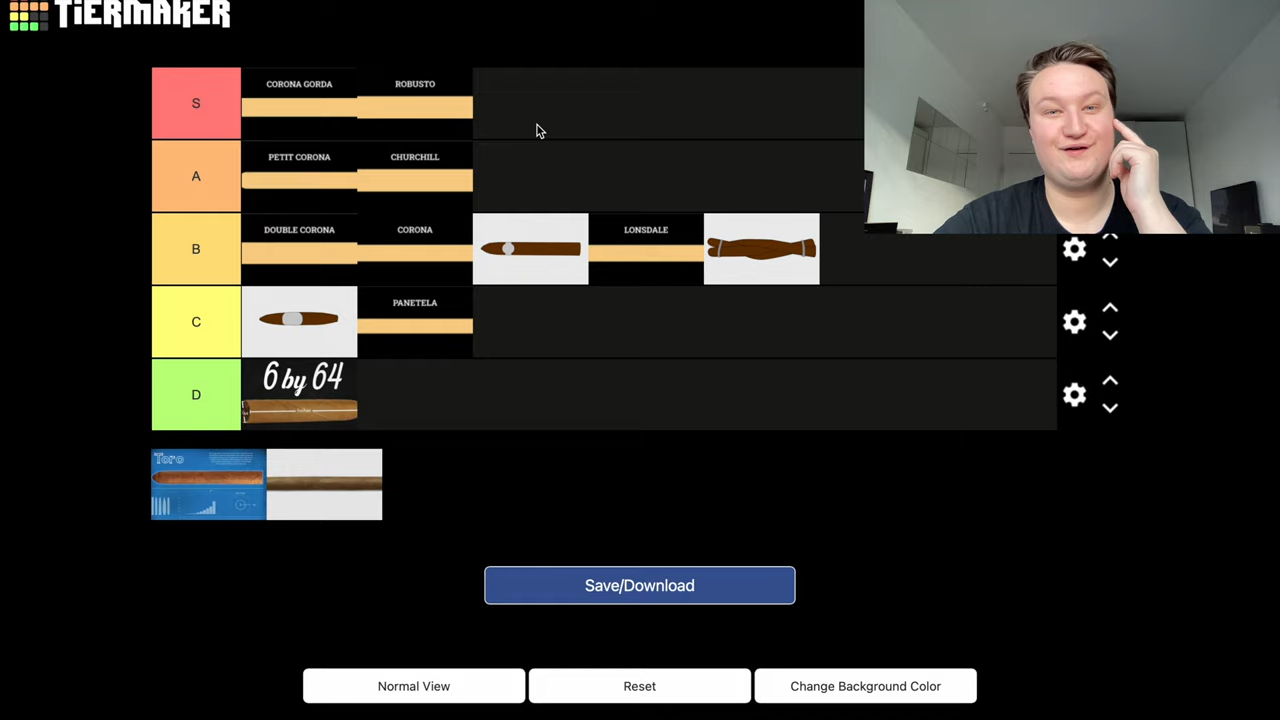 TIERMAKER
S
CORONA GORDA
ROBUSTO
A
PETIT CORONA
CHURCHILL
B
DOUBLE CORONA
CORONA
LONSDALE
C
PANETELA
D
6 by 64
Toro
Save/Download
Normal View
Reset
Change Background Color